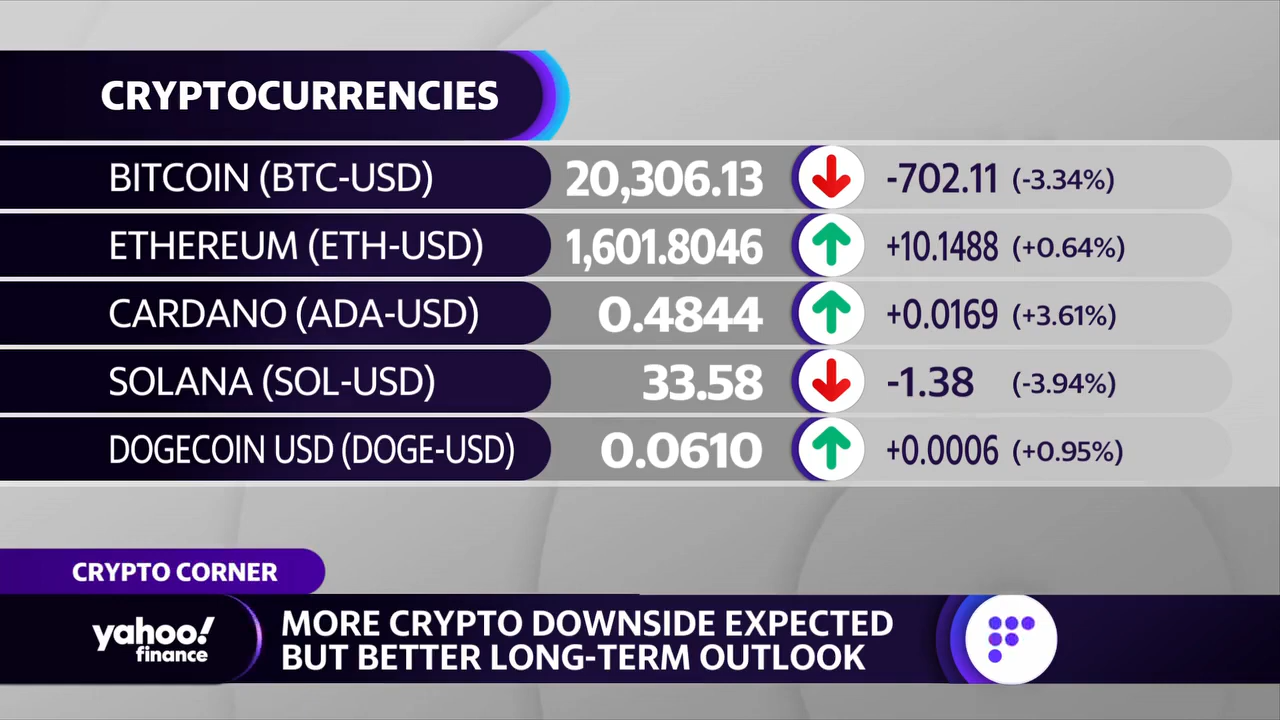 CRYPTOCURRENCIES
BITCOIN (BTC-USD) 20,306.13 -702.11 (-3.34%)
ETHEREUM (ETH-USD) 1,601.8046 +10.1488 (+0.64%)
CARDANO (ADA-USD) 0.4844 +0.0169 (+3.61%)
SOLANA (SOL-USD) 33.58 -1.38 (-3.94%)
DOGECOIN USD (DOGE-USD) 0.0610 +0.0006 (+0.95%)
CRYPTO CORNER
yahoo!
finance
MORE CRYPTO DOWNSIDE EXPECTED
BUT BETTER LONG-TERM OUTLOOK